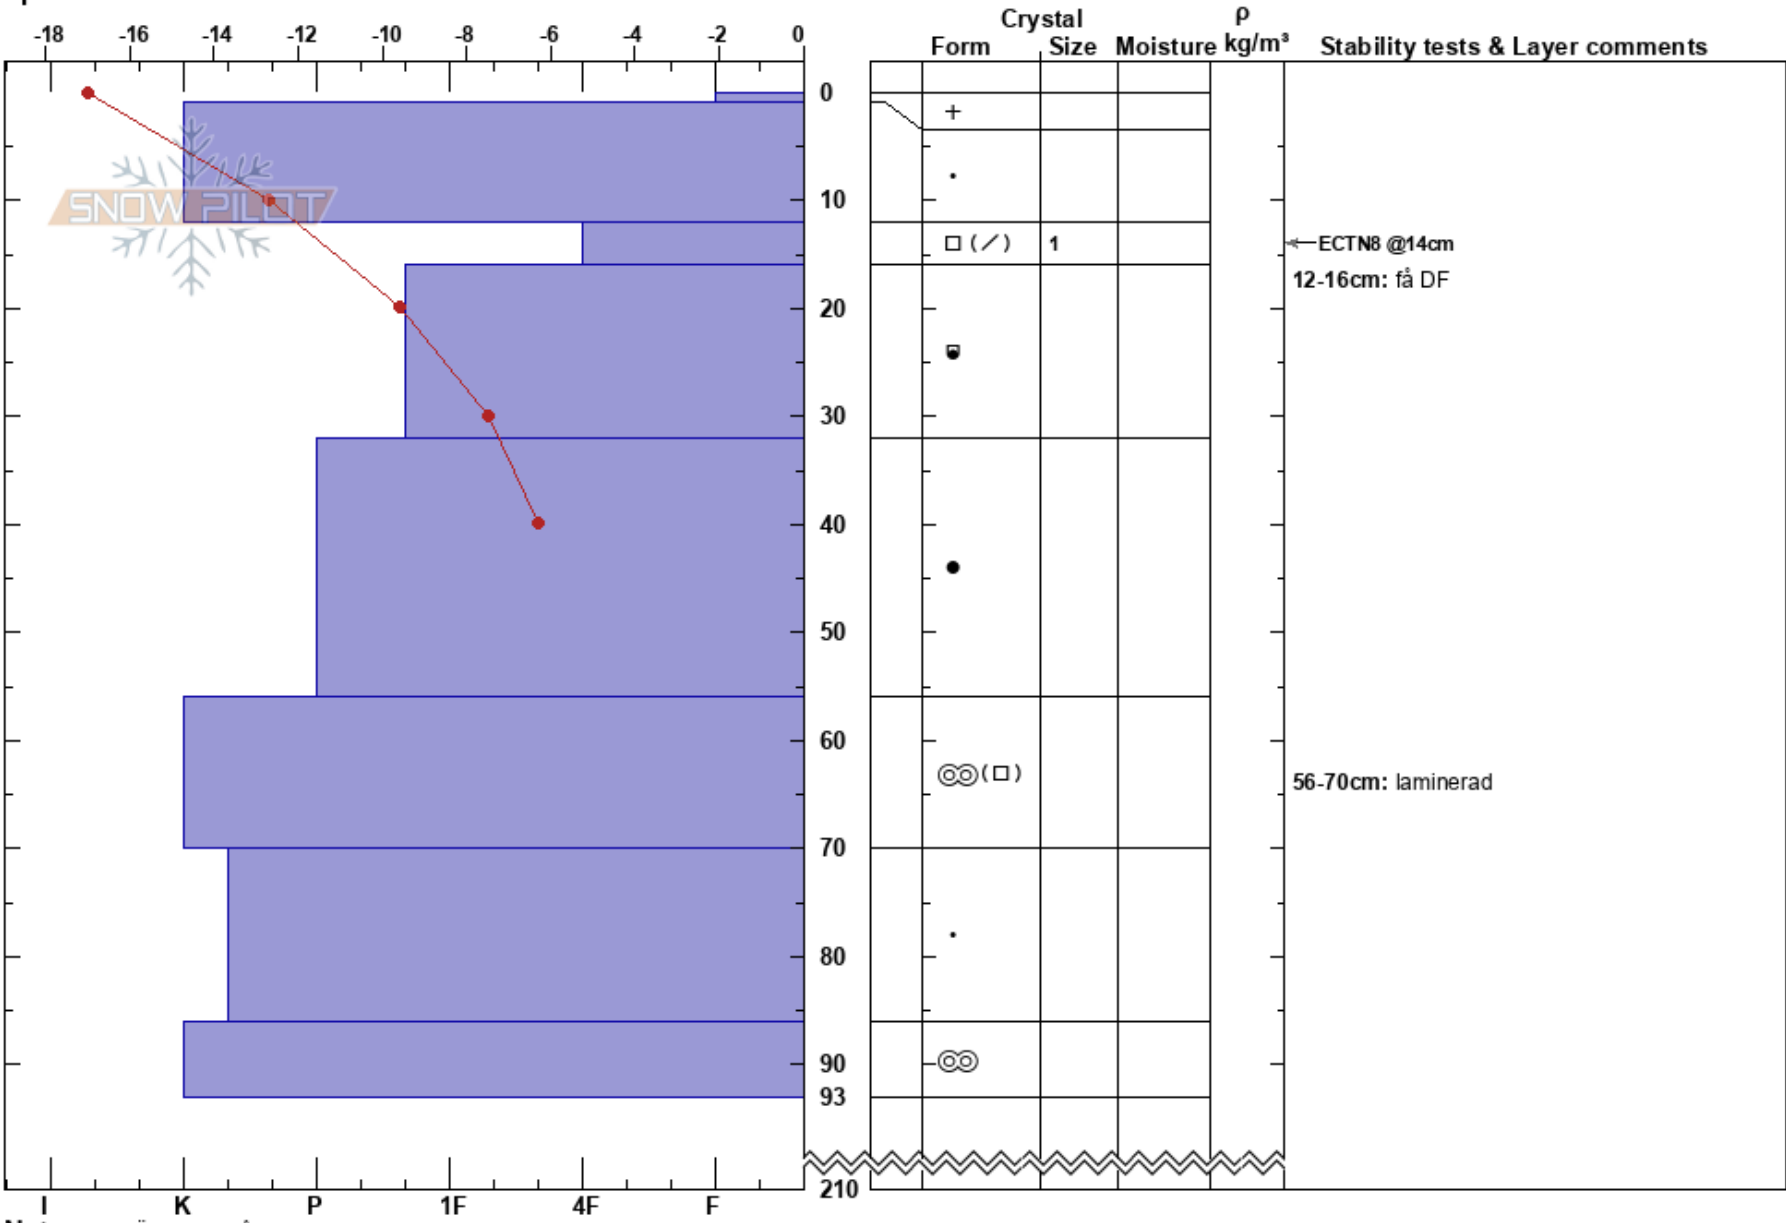 Crystal ρ
-18 -16 -14 -12 -10 -8 -6 -4 -2 0 Form Size Moisture kg/m³ Stability tests & Layer comments
0
SNOW PILOT
10
1 ECTN8 @14cm
12-16cm: få DF
20
30
40
50
60
56-70cm: laminerad
70
80
90
93
210
I K P 1F 4F F